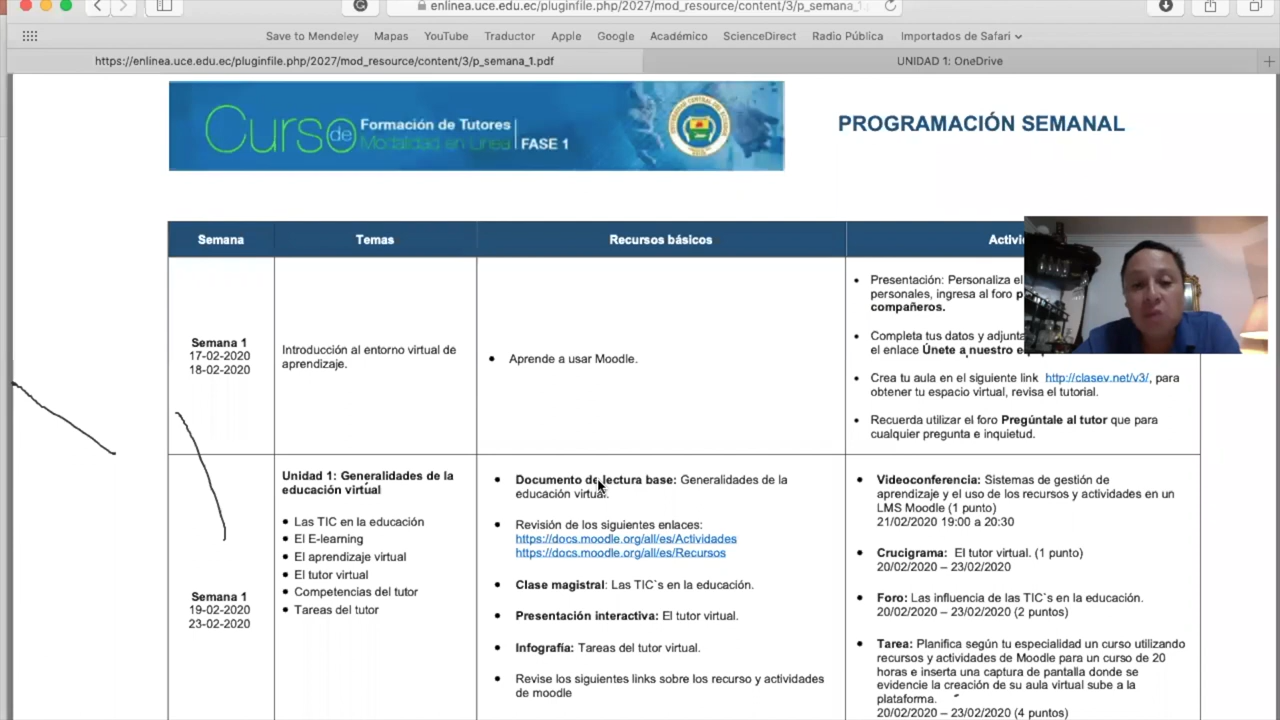 enlinea.uce.edu.ec/pluginfile.php/2027/mod_resource/content/3/p_semana_1.
Save to Mendeley Mapas YouTube Traductor Apple Google Académico ScienceDirect Radio Pública Importados de Safari
https://enlinea.uce.edu.ec/pluginfile.php/2027/mod_resource/content/3/p_semana_1.pdf
UNIDAD 1: OneDrive
Curso de Formación de Tutores
Modalidad en Línea
FASE 1
PROGRAMACIÓN SEMANAL
Semana
Temas
Recursos básicos
Semana 1
17-02-2020
18-02-2020
Introducción al entorno virtual de
aprendizaje.
• Aprende a usar Moodle.
• Presentación: Personaliza el
personales, ingresa al foro
compañeros.
• Completa tus datos y adjunta
el enlace Únete a nuestro
• Crea tu aula en el siguiente link http://clasev.net/v3/, para
obtener tu espacio virtual, revisa el tutorial.
• Recuerda utilizar el foro Pregúntale al tutor que para
cualquier pregunta e inquietud.
Semana 1
19-02-2020
23-02-2020
Unidad 1: Generalidades de la
educación virtual
• Las TIC en la educación
• El E-learning
• El aprendizaje virtual
• El tutor virtual
• Competencias del tutor
• Tareas del tutor
• Documento de lectura base: Generalidades de la
educación virtual.
• Revisión de los siguientes enlaces:
https://docs.moodle.org/all/es/Actividades
https://docs.moodle.org/all/es/Recursos
• Clase magistral: Las TIC`s en la educación.
• Presentación interactiva: El tutor virtual.
• Infografía: Tareas del tutor virtual.
• Revise los siguientes links sobre los recurso y actividades
de moodle
• Videoconferencia: Sistemas de gestión de
aprendizaje y el uso de los recursos y actividades en un
LMS Moodle (1 punto)
21/02/2020 19:00 a 20:30
• Crucigrama: El tutor virtual. (1 punto)
20/02/2020 – 23/02/2020
• Foro: Las influencia de las TIC`s en la educación.
20/02/2020 – 23/02/2020 (2 puntos)
• Tarea: Planifica según tu especialidad un curso utilizando
recursos y actividades de Moodle para un curso de 20
horas e inserta una captura de pantalla donde se
evidencie la creación de su aula virtual sube a la
plataforma.
20/02/2020 – 23/02/2020 (4 puntos)